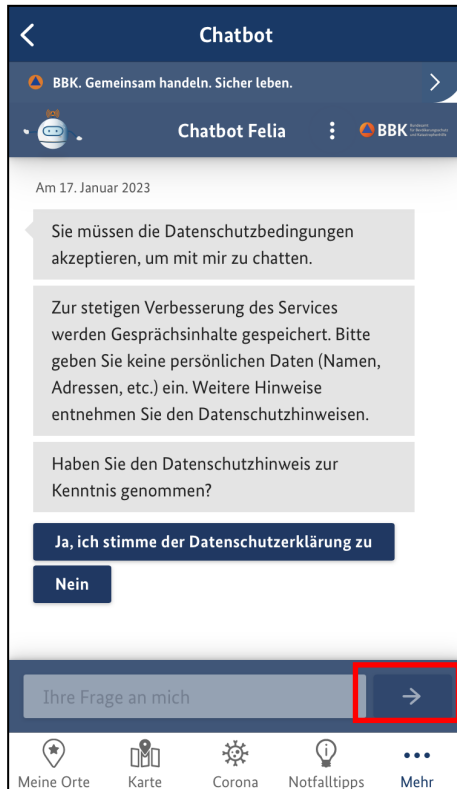 Chatbot
BBK. Gemeinsam handeln. Sicher leben.
Chatbot Felia
BBK
Am 17. Januar 2023
Sie müssen die Datenschutzbedingungen
akzeptieren, um mit mir zu chatten.
Zur stetigen Verbesserung des Services
werden Gesprächsinhalte gespeichert. Bitte
geben Sie keine persönlichen Daten (Namen,
Adressen, etc.) ein. Weitere Hinweise
entnehmen Sie den Datenschutzhinweisen.
Haben Sie den Datenschutzhinweis zur
Kenntnis genommen?
Ja, ich stimme der Datenschutzerklärung zu
Nein
Ihre Frage an mich
Meine Orte Karte Corona Notfalltipps Mehr